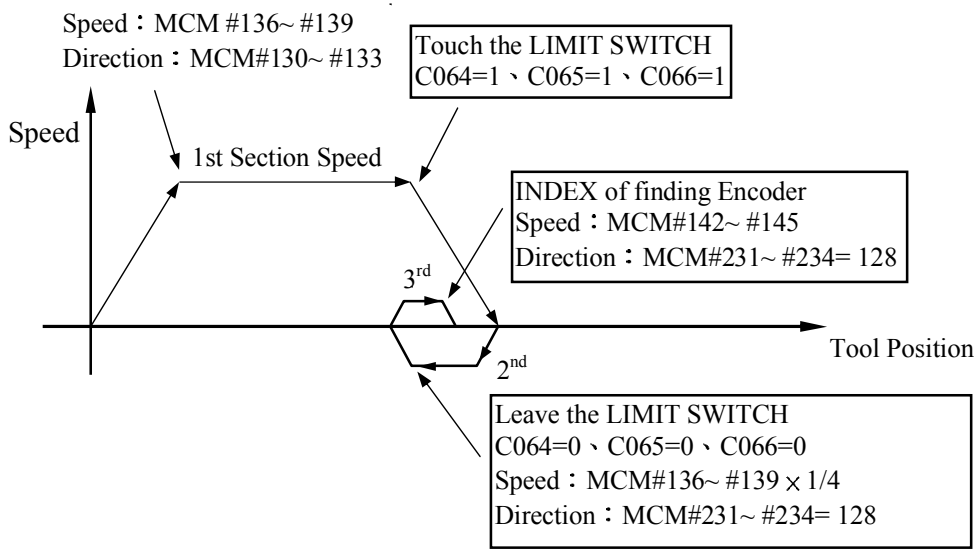 Speed：MCM #136~ #139
Direction：MCM#130~ #133
Touch the LIMIT SWITCH
C064=1、C065=1、C066=1
Speed
1st Section Speed
INDEX of finding Encoder
Speed：MCM#142~ #145
Direction：MCM#231~ #234= 128
3rd
Tool Position
2nd
Leave the LIMIT SWITCH
C064=0、C065=0、C066=0
Speed：MCM#136~ #139 × 1/4
Direction：MCM#231~ #234= 128